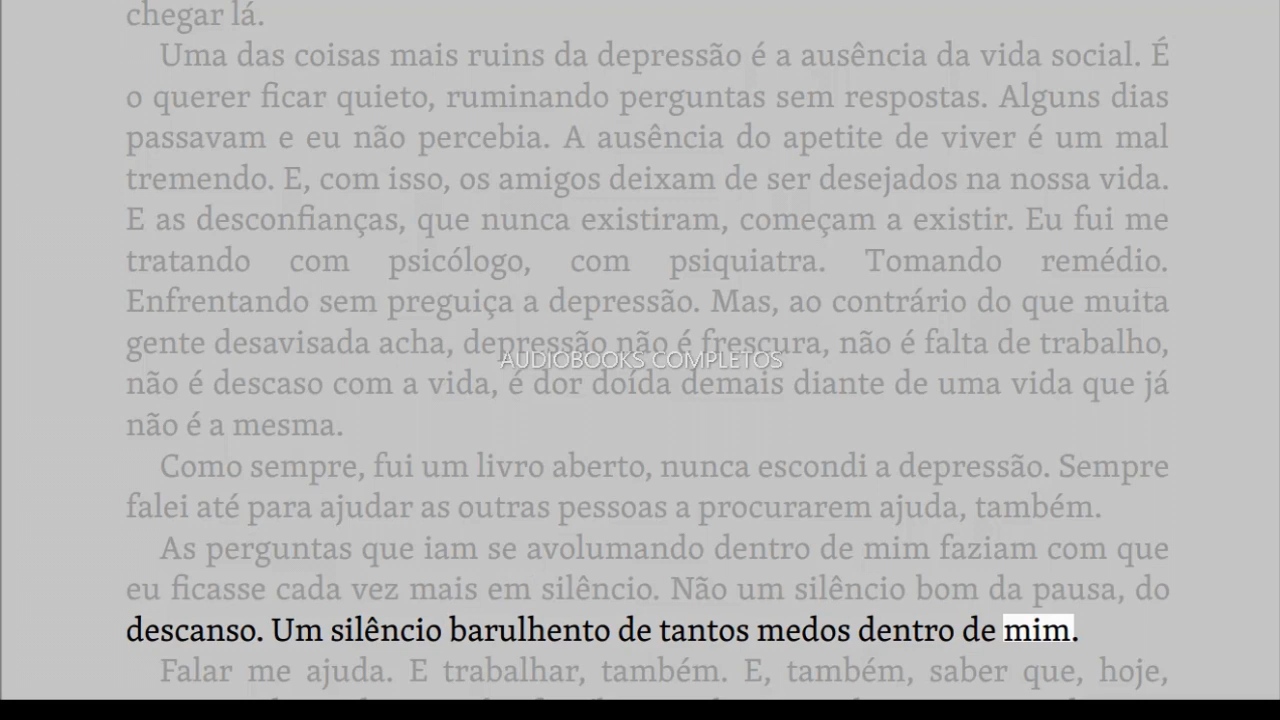 chegar lá.
Uma das coisas mais ruins da depressão é a ausência da vida social. É
o querer ficar quieto, ruminando perguntas sem respostas. Alguns dias
passavam e eu não percebia. A ausência do apetite de viver é um mal
tremendo. E, com isso, os amigos deixam de ser desejados na nossa vida.
E as desconfianças, que nunca existiram, começam a existir. Eu fui me
tratando com psicólogo, com psiquiatra. Tomando remédio.
Enfrentando sem preguiça a depressão. Mas, ao contrário do que muita
gente desavisada acha, depressão não é frescura, não é falta de trabalho,
AUDIOBOOKS COMPLETOS
não é descaso com a vida, é dor doída demais diante de uma vida que já
não é a mesma.
Como sempre, fui um livro aberto, nunca escondi a depressão. Sempre
falei até para ajudar as outras pessoas a procurarem ajuda, também.
As perguntas que iam se avolumando dentro de mim faziam com que
eu ficasse cada vez mais em silêncio. Não um silêncio bom da pausa, do
descanso. Um silêncio barulhento de tantos medos dentro de mim.
Falar me ajuda. E trabalhar, também. E, também, saber que, hoje,